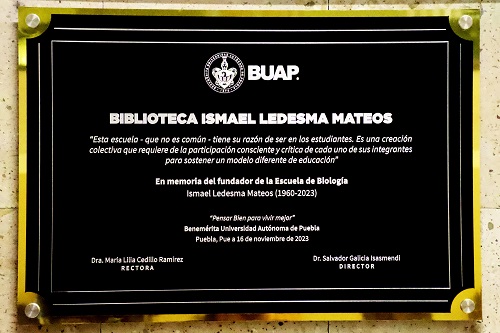 BUAP.
BIBLIOTECA ISMAEL LEDESMA MATEOS
"Esta escuela - que no es común - tiene su razón de ser en los estudiantes. Es una creación
colectiva que requiere de la participación consciente y crítica de cada uno de sus integrantes
para sostener un modelo diferente de educación"
En memoria del fundador de la Escuela de Biología
Ismael Ledesma Mateos (1960-2023)
"Pensar Bien para vivir mejor"
Benemérita Universidad Autónoma de Puebla
Puebla, Pue a 16 de noviembre de 2023
Dra. María Lilia Cedillo Ramírez
RECTORA
Dr. Salvador Galicia Isasmendi
DIRECTOR